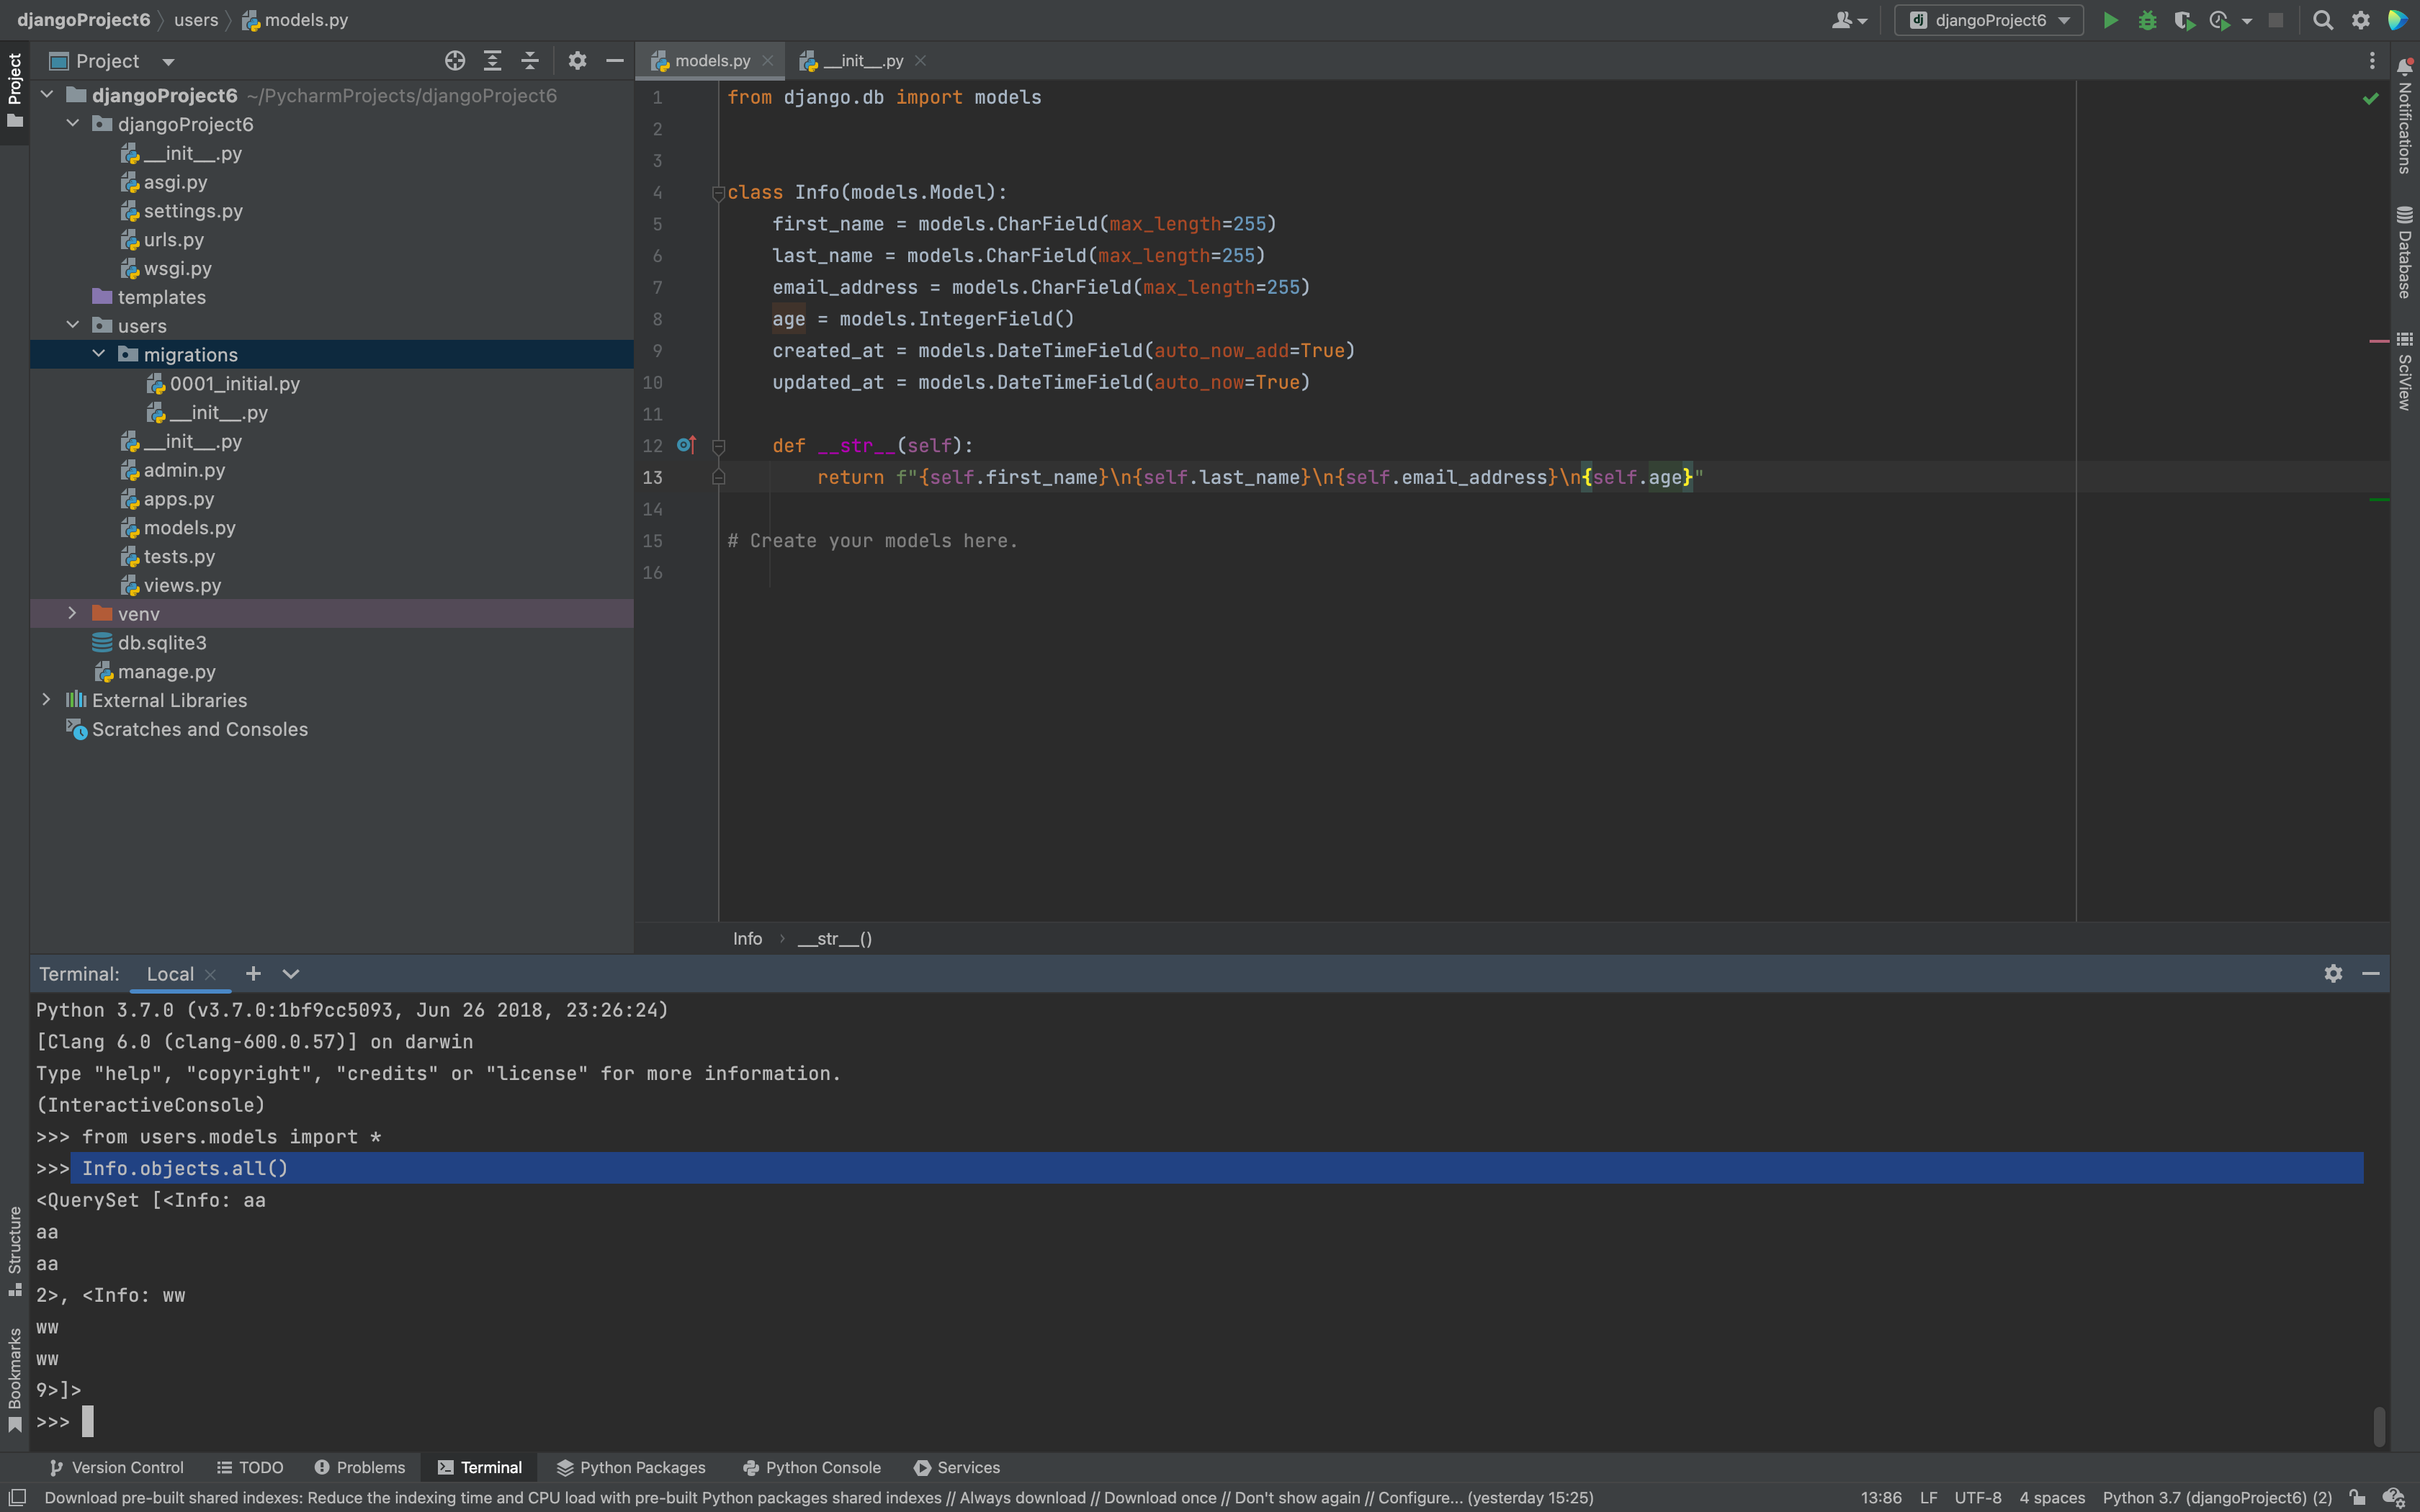 djangoProject6 users models.py
djangoProject6
Project
models.py
__init__.py
Project
djangoProject6 ~/PycharmProjects/djangoProject6
djangoProject6
__init__.py
asgi.py
settings.py
urls.py
wsgi.py
templates
users
migrations
0001_initial.py
__init__.py
__init__.py
admin.py
apps.py
models.py
tests.py
views.py
venv
db.sqlite3
manage.py
External Libraries
Scratches and Consoles
1 from django.db import models
2
3
4 class Info(models.Model):
5 first_name = models.CharField(max_length=255)
6 last_name = models.CharField(max_length=255)
7 email_address = models.CharField(max_length=255)
8 age = models.IntegerField()
9 created_at = models.DateTimeField(auto_now_add=True)
10 updated_at = models.DateTimeField(auto_now=True)
11
12 def __str__(self):
13 return f"{self.first_name}\n{self.last_name}\n{self.email_address}\n{self.age}"
14
15 # Create your models here.
16
Info __str__()
Notifications
Database
SciView
Terminal: Local
Python 3.7.0 (v3.7.0:1bf9cc5093, Jun 26 2018, 23:26:24)
[Clang 6.0 (clang-600.0.57)] on darwin
Type "help", "copyright", "credits" or "license" for more information.
(InteractiveConsole)
>>> from users.models import *
>>> Info.objects.all()
<QuerySet [<Info: aa
aa
aa
2>, <Info: ww
ww
ww
9>]>
>>>
Structure
Bookmarks
Version Control TODO Problems Terminal Python Packages Python Console Services
Download pre-built shared indexes: Reduce the indexing time and CPU load with pre-built Python packages shared indexes // Always download // Download once // Don't show again // Configure... (yesterday 15:25) 13:86 LF UTF-8 4 spaces Python 3.7 (djangoProject6) (2)